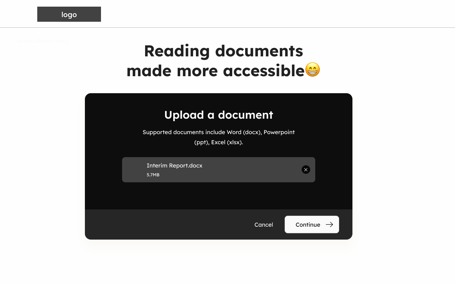 logo
Reading documents
made more accessible😁
Upload a document
Supported documents include Word (docx), Powerpoint
(ppt), Excel (xlsx).
Interim Report.docx
5.7MB
Cancel
Continue